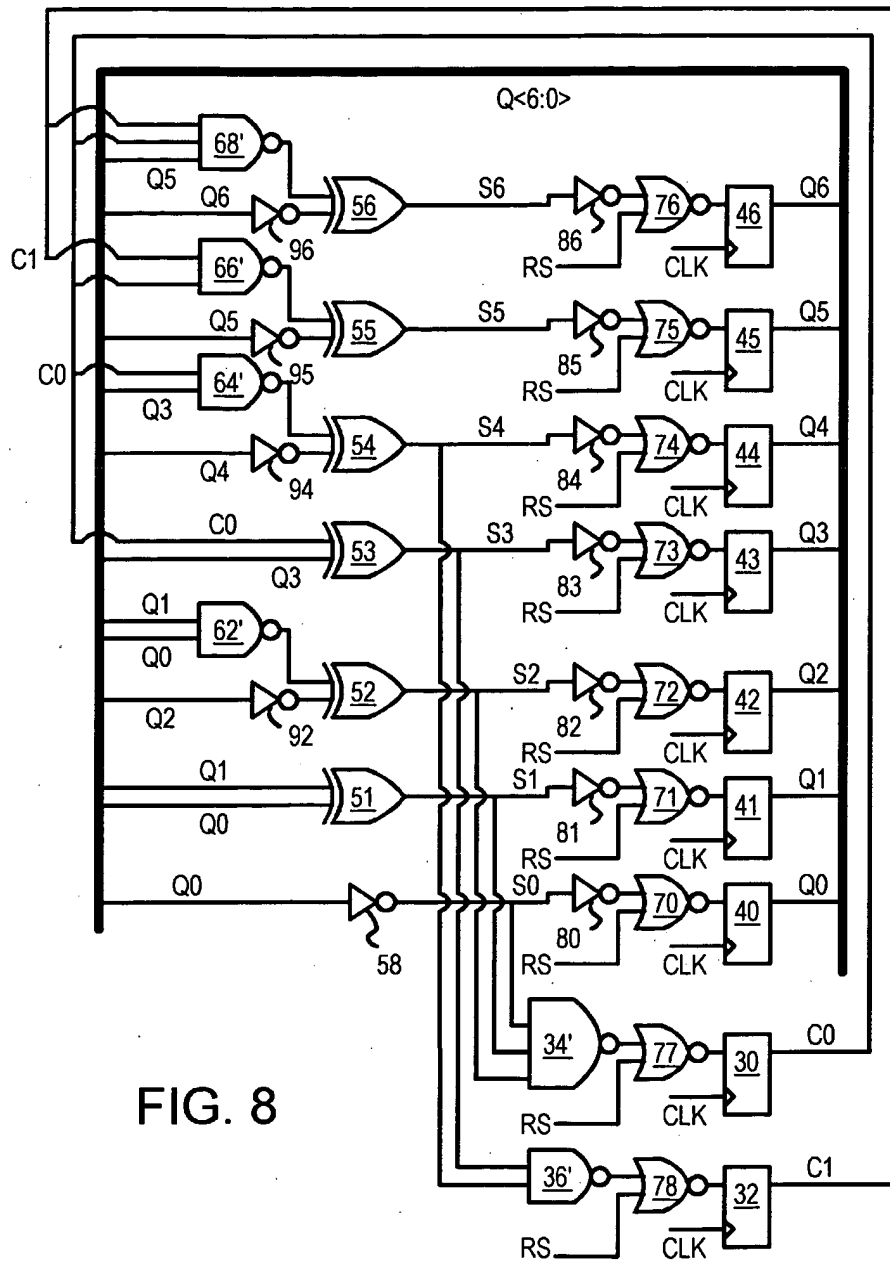 Q<6:0>
68'
Q5
Q6
96
56
S6
86
76
46
Q6
RS
CLK
C1
66'
Q5
95
55
S5
85
75
45
Q5
RS
CLK
C0
64'
Q3
Q4
94
54
S4
84
74
44
Q4
RS
CLK
C0
Q3
53
S3
83
73
43
Q3
RS
CLK
Q1
62'
Q0
Q2
92
52
S2
82
72
42
Q2
RS
CLK
Q1
Q0
51
S1
81
71
41
Q1
RS
CLK
Q0
58
S0
80
70
40
Q0
RS
CLK
34'
77
30
C0
RS
CLK
FIG. 8
36'
78
32
C1
RS
CLK